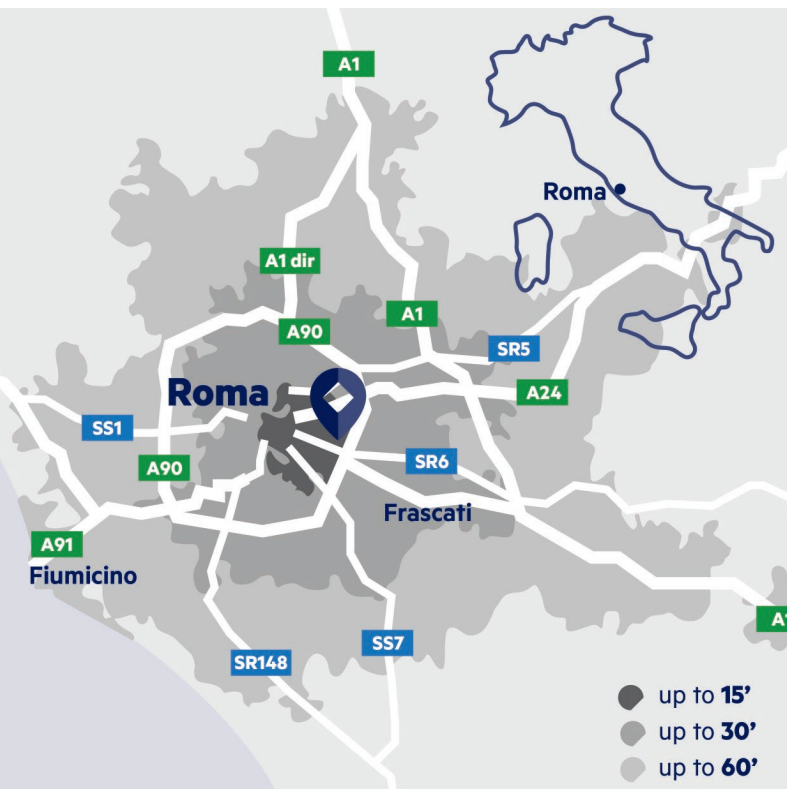 A1
Roma
A1 dir
A1
A90
SR5
Roma
A24
SS1
A90
SR6
Frascati
A91
Fiumicino
A1
SS7
SR148
up to 15’
up to 30’
up to 60’